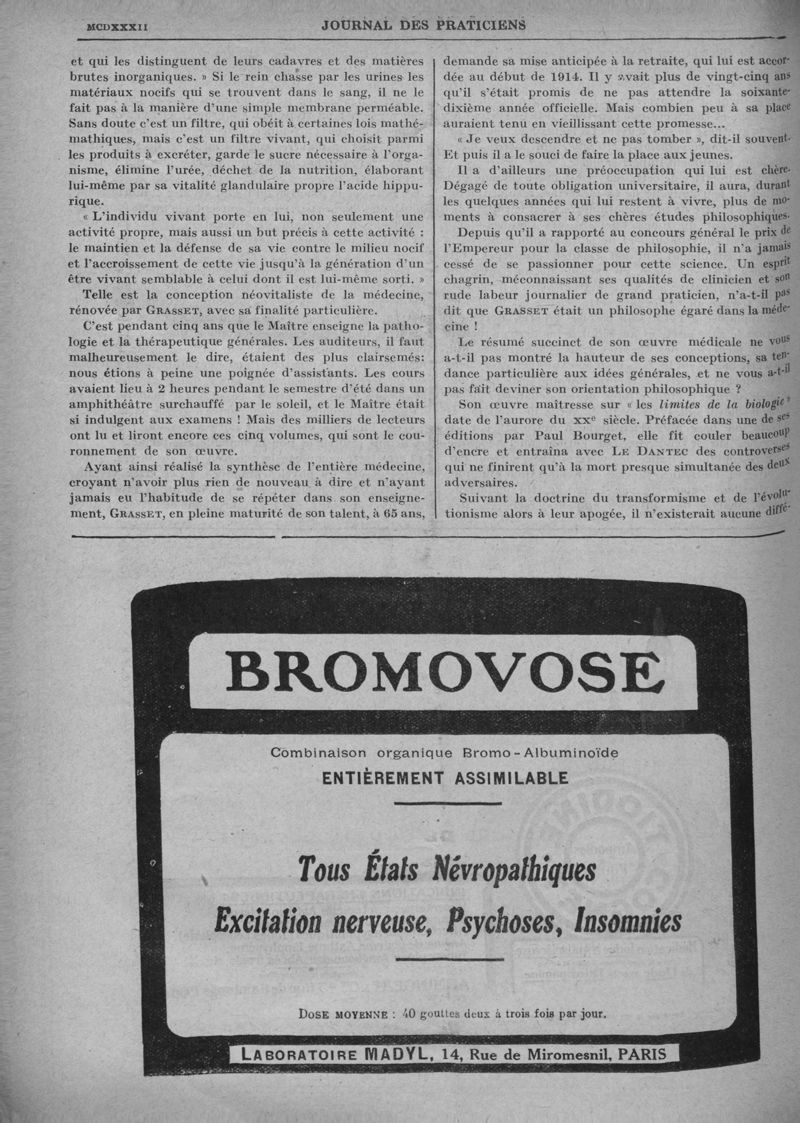 MCDXXXII
JOURNAL DES PRATICIENS
et qui les distinguent de leurs cadavres et des matières
brutes inorganiques. » Si le rein chasse par les urines les
matériaux nocifs qui se trouvent dans le sang, il ne le
fait pas à la manière d'une simple membrane perméable.
Sans doute c'est un filtre, qui obéit à certaines lois mathé-
mathiques, mais c'est un filtre vivant, qui choisit parmi
les produits à excréter, garde le sucre nécessaire à l'orga-
nisme, élimine l'urée, déchet de la nutrition, élaborant
lui-même par sa vitalité glandulaire propre l'acide hippu-
rique.
« L'individu vivant porte en lui, non seulement une
activité propre, mais aussi un but précis à cette activité :
le maintien et la défense de sa vie contre le milieu nocif
et l'accroissement de cette vie jusqu'à la génération d'un
être vivant semblable à celui dont il est lui-même sorti. »
Telle est la conception néovitaliste de la médecine,
rénovée par GRASSET, avec sa finalité particulière.
C'est pendant cinq ans que le Maître enseigne la patho-
logie et la thérapeutique générales. Les auditeurs, il faut
malheureusement le dire, étaient des plus clairsemés:
nous étions à peine une poignée d'assistants. Les cours
avaient lieu à 2 heures pendant le semestre d'été dans un
amphithéâtre surchauffé par le soleil, et le Maître était
si indulgent aux examens ! Mais des milliers de lecteurs
ont lu et liront encore ces cinq volumes, qui sont le cou-
ronnement de son œuvre.
Ayant ainsi réalisé la synthèse de l'entière médecine,
croyant n'avoir plus rien de nouveau à dire et n'ayant
jamais eu l'habitude de se répéter dans son enseigne-
ment, GRASSET, en pleine maturité de son talent, à 65 ans,
demande sa mise anticipée à la retraite, qui lui est accor-
dée au début de 1914. Il y avait plus de vingt-cinq ans
qu'il s'était promis de ne pas attendre la soixante-
dixième année officielle. Mais combien peu à sa place
auraient tenu en vieillissant cette promesse...
« Je veux descendre et ne pas tomber », dit-il souvent.
Et puis il a le souci de faire la place aux jeunes.
Il a d'ailleurs une préoccupation qui lui est chère.
Dégagé de toute obligation universitaire, il aura, durant
les quelques années qui lui restent à vivre, plus de mo-
ments à consacrer à ses chères études philosophiques.
Depuis qu'il a rapporté au concours général le prix de
l'Empereur pour la classe de philosophie, il n'a jamais
cessé de se passionner pour cette science. Un esprit
chagrin, méconnaissant ses qualités de clinicien et son
rude labeur journalier de grand praticien, n'a-t-il pas
dit que GRASSET était un philosophe égaré dans la méde-
cine !
Le résumé succinct de son œuvre médicale ne vous
a-t-il pas montré la hauteur de ses conceptions, sa ten-
dance particulière aux idées générales, et ne vous a-t-il
pas fait deviner son orientation philosophique ?
Son œuvre maîtresse sur « les limites de la biologie »
date de l'aurore du XXe siècle. Préfacée dans une de ses
éditions par Paul Bourget, elle fit couler beaucoup
d'encre et entraîna avec LE DANTEC des controverses
qui ne finirent qu'à la mort presque simultanée des deux
adversaires.
Suivant la doctrine du transformisme et de l'évolu-
tionisme alors à leur apogée, il n'existerait aucune diffé-
BROMOVOSE
Combinaison organique Bromo-Albuminoïde
ENTIÈREMENT ASSIMILABLE
Tous États Névropathiques
Excitation nerveuse, Psychoses, Insomnies
DOSE MOYENNE : 40 gouttes deux à trois fois par jour.
LABORATOIRE MADYL, 14, Rue de Miromesnil, PARIS